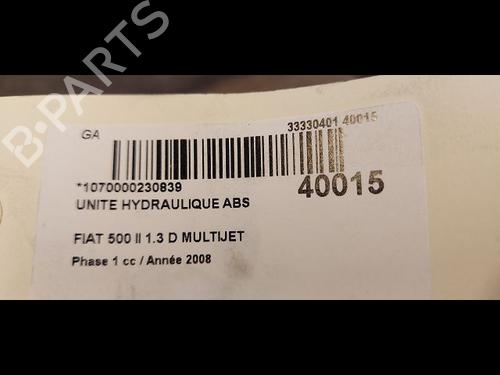 B-PARTS
GA
33330401 40015
*1070000230839
40015
UNITE HYDRAULIQUE ABS
FIAT 500 II 1.3 D MULTIJET
Phase 1 cc / Année 2008